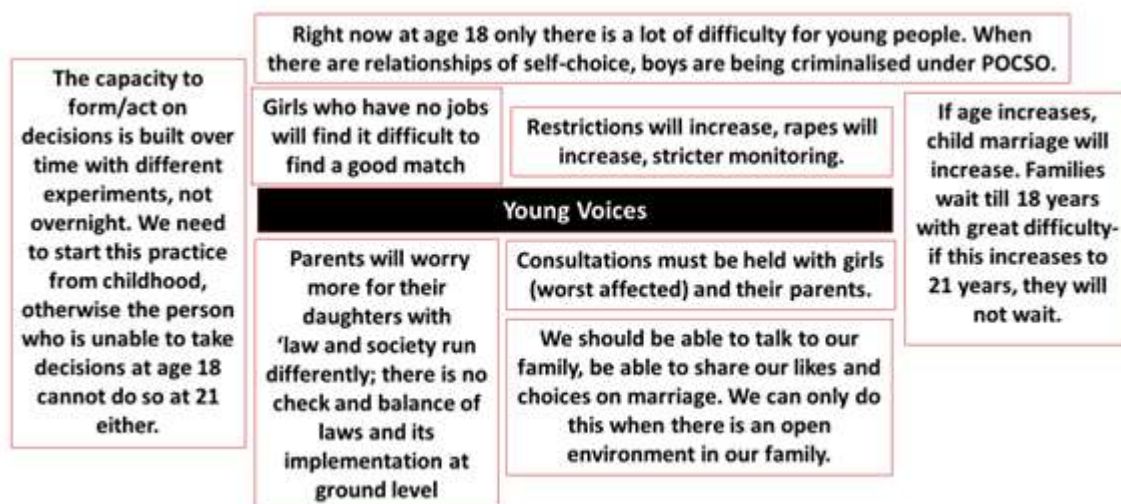 Right now at age 18 only there is a lot of difficulty for young people. When
there are relationships of self-choice, boys are being criminalised under POCSO.
The capacity to
form/act on
decisions is built over
time with different
experiments, not
overnight. We need
to start this practice
from childhood,
otherwise the person
who is unable to take
decisions at age 18
cannot do so at 21
either.
Girls who have no jobs
will find it difficult to
find a good match
Restrictions will increase, rapes will
increase, stricter monitoring.
If age increases,
child marriage will
increase. Families
wait till 18 years
with great difficulty-
if this increases to
21 years, they will
not wait.
Young Voices
Parents will worry
more for their
daughters with
‘law and society run
differently; there is no
check and balance of
laws and its
implementation at
ground level
Consultations must be held with girls
(worst affected) and their parents.
We should be able to talk to our
family, be able to share our likes and
choices on marriage. We can only do
this when there is an open
environment in our family.